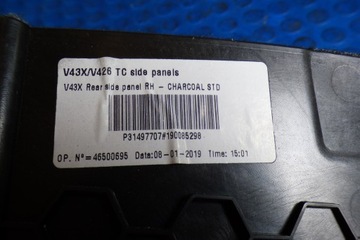 V43X/V426 TC side panels
V43X Rear side panel RH - CHARCOAL STD
P31497707#190085298
OP. N°=46500695 Date:08-01-2019 Time: 15:01